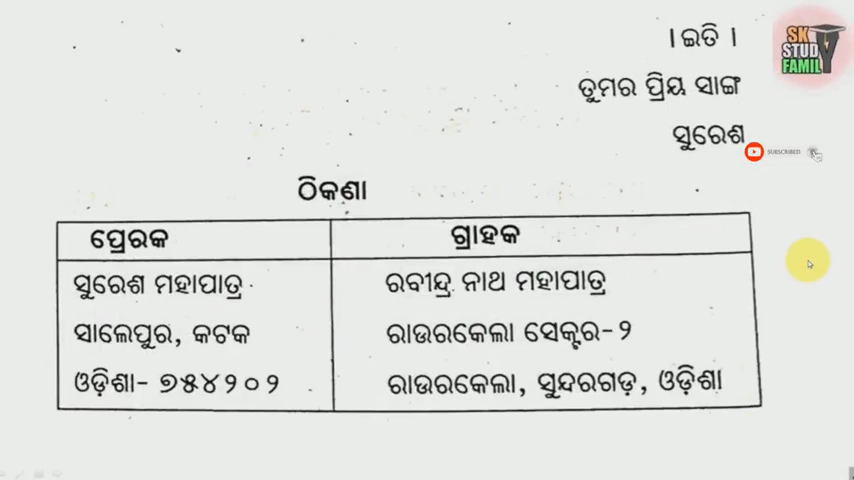 । ଇତି ।
SK
STUDY
FAMILY
ତୁମର ପ୍ରିୟ ସାଙ୍ଗ
ସୁରେଶ
SUBSCRIBED
ଠିକଣା
ପ୍ରେରକ
ଗ୍ରାହକ
ସୁରେଶ ମହାପାତ୍ର
ରବୀନ୍ଦ୍ର ନାଥ ମହାପାତ୍ର
ସାଲେପୁର, କଟକ
ରାଉରକେଲା ସେକ୍ଟର-୨
ଓଡ଼ିଶା- ୭୫୪୨୦୨
ରାଉରକେଲା, ସୁନ୍ଦରଗଡ଼, ଓଡ଼ିଶା